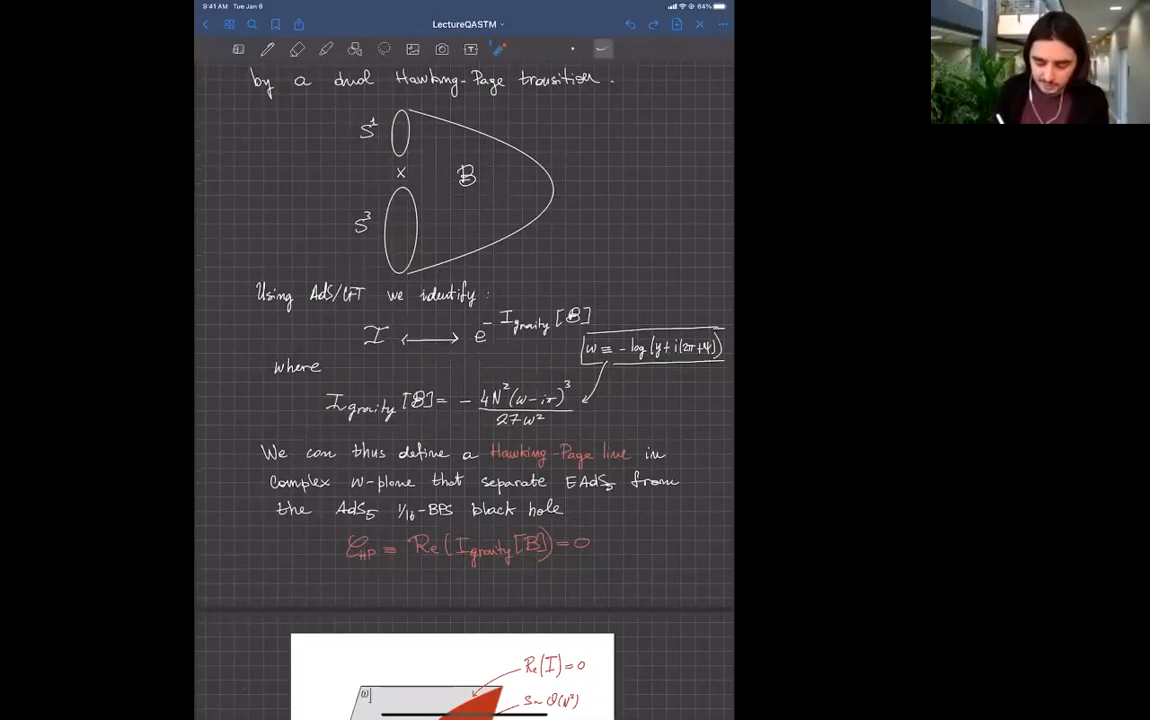 9:41 AM Tue Jan 9
64%
LectureQASTM
by a dual Hawking-Page transition.
S¹
x
B
S³
Using AdS/CFT we identify :
I ⟷ e^{-I_gravity[B]}
w ≡ -log(y+i(2π+φ))
where
I_gravity[B] = - 4N²(w-iπ)³ / 27w²
We can thus define a Hawking-Page line in
complex w-plane that separate EAdS₅ from
the AdS₅ 1/16-BPS black hole
C_HP ≡ Re(I_gravity[B])=0
Re(I)=0
ω
S~O(N²)